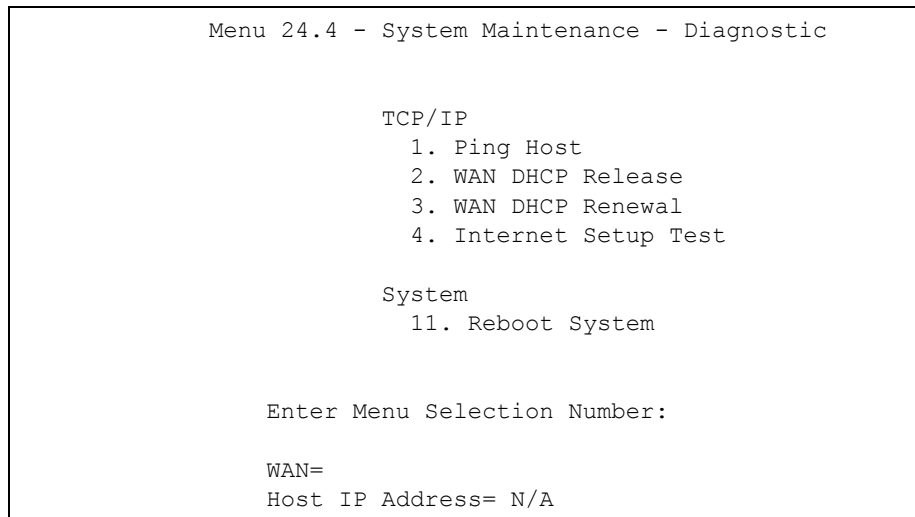 Menu 24.4 - System Maintenance - Diagnostic
TCP/IP
1. Ping Host
2. WAN DHCP Release
3. WAN DHCP Renewal
4. Internet Setup Test
System
11. Reboot System
Enter Menu Selection Number:
WAN=
Host IP Address= N/A